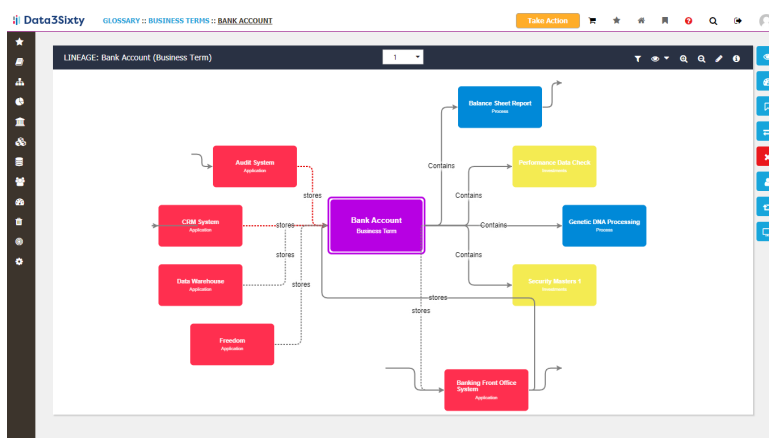 Data3Sixty
GLOSSARY :: BUSINESS TERMS :: BANK ACCOUNT
Take Action
LINEAGE: Bank Account (Business Term)
1
Balance Sheet Report
Process
Audit System
Application
Contains
Performance Data Check
stores
Contains
CRM System
Application
stores
Bank Account
Business Term
Contains
Genetic DNA Processing
Process
stores
Contains
Data Warehouse
Application
stores
Security Masters 1
stores
stores
Freedom
Application
Banking Front Office
System
Application